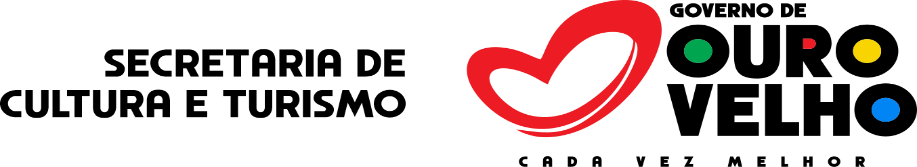 SECRETARIA DE
CULTURA E TURISMO
GOVERNO DE
OURO
VELHO
CADA VEZ MELHOR